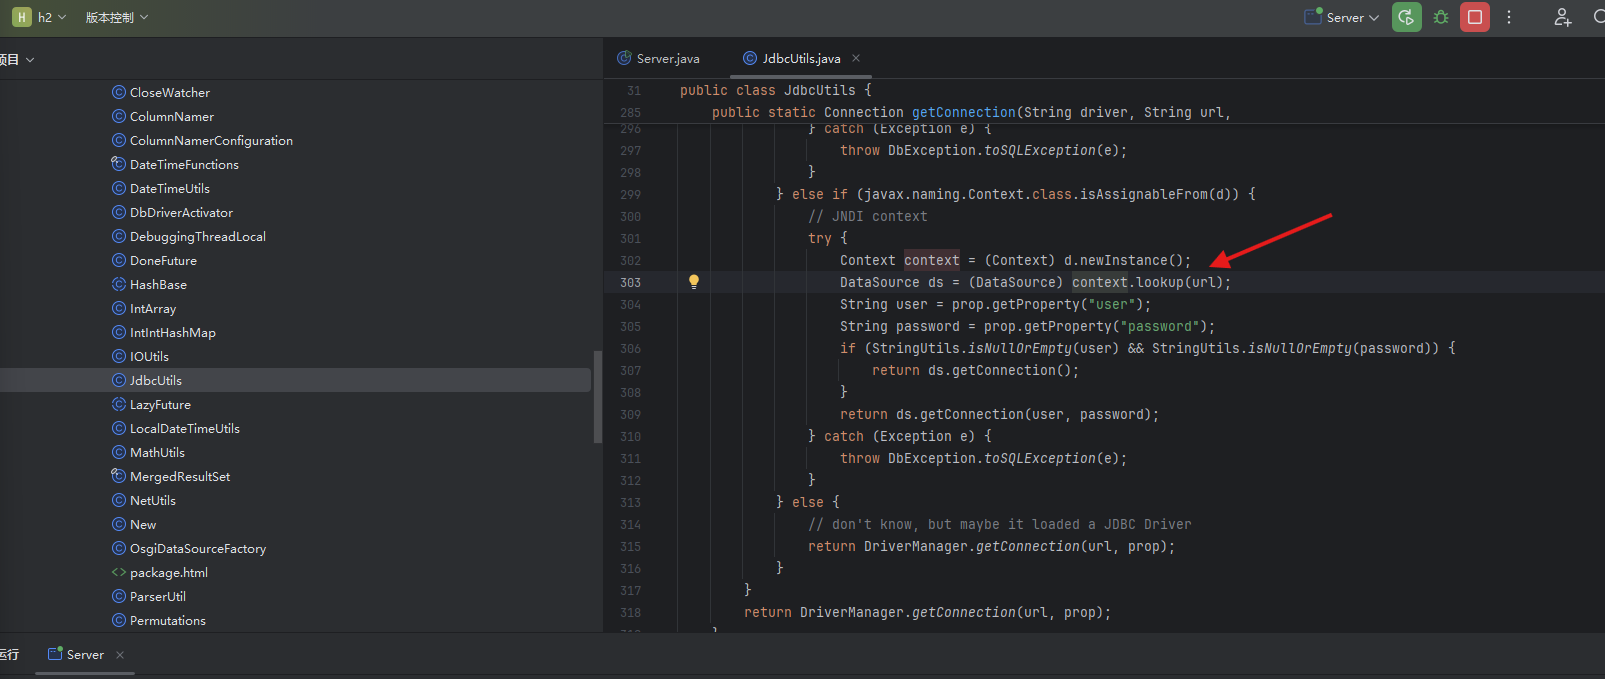 H h2 版本控制 Server
项目
CloseWatcher
ColumnNamer
ColumnNamerConfiguration
DateTimeFunctions
DateTimeUtils
DbDriverActivator
DebuggingThreadLocal
DoneFuture
HashBase
IntArray
IntIntHashMap
IOUtils
JdbcUtils
LazyFuture
LocalDateTimeUtils
MathUtils
MergedResultSet
NetUtils
New
OsgiDataSourceFactory
<> package.html
ParserUtil
Permutations
Server.java JdbcUtils.java ×
31 public class JdbcUtils {
285 public static Connection getConnection(String driver, String url,
296 } catch (Exception e) {
297 throw DbException.toSQLException(e);
298 }
299 } else if (javax.naming.Context.class.isAssignableFrom(d)) {
300 // JNDI context
301 try {
302 Context context = (Context) d.newInstance();
303 DataSource ds = (DataSource) context.lookup(url);
304 String user = prop.getProperty("user");
305 String password = prop.getProperty("password");
306 if (StringUtils.isNullOrEmpty(user) && StringUtils.isNullOrEmpty(password)) {
307 return ds.getConnection();
308 }
309 return ds.getConnection(user, password);
310 } catch (Exception e) {
311 throw DbException.toSQLException(e);
312 }
313 } else {
314 // don't know, but maybe it loaded a JDBC Driver
315 return DriverManager.getConnection(url, prop);
316 }
317 }
318 return DriverManager.getConnection(url, prop);
运行 Server ×